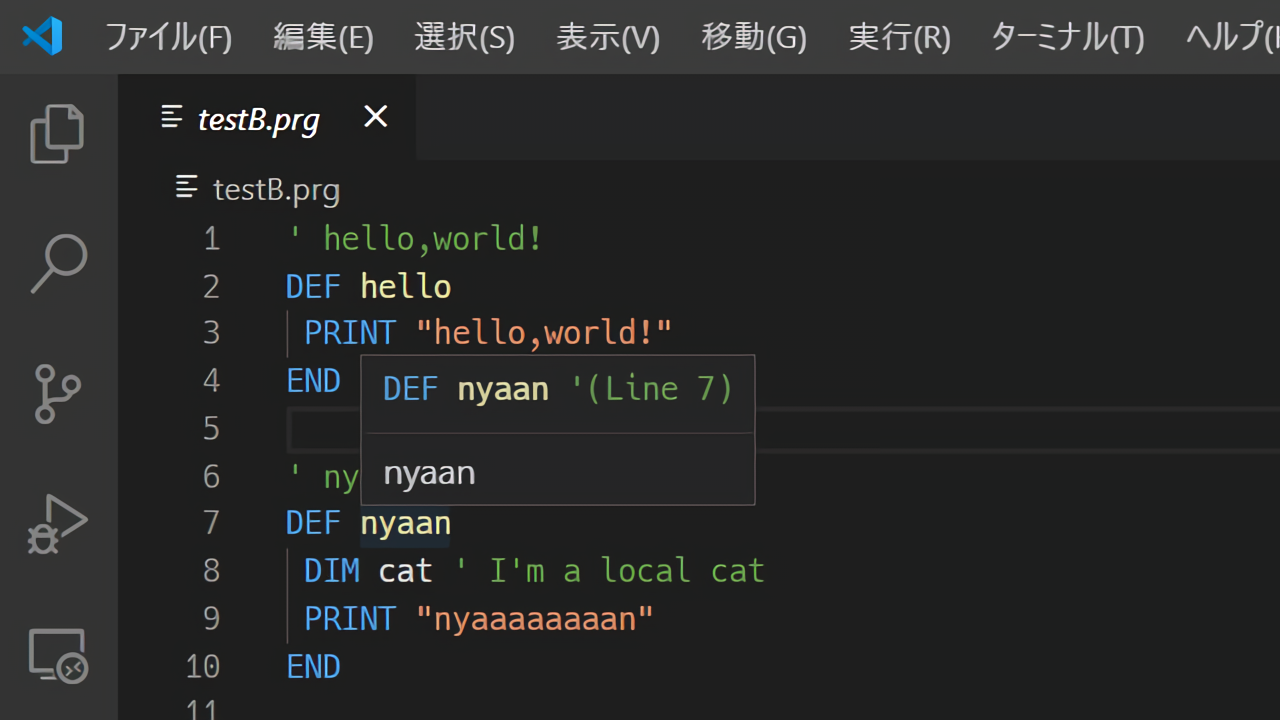 ファイル(F) 編集(E) 選択(S) 表示(V) 移動(G) 実行(R) ターミナル(T) ヘルプ(
testB.prg
testB.prg
1 ' hello,world!
2 DEF hello
3 PRINT "hello,world!"
4 END
DEF nyaan '(Line 7)
5
nyaan
6 ' ny
7 DEF nyaan
8 DIM cat ' I'm a local cat
9 PRINT "nyaaaaaaaan"
10 END
11